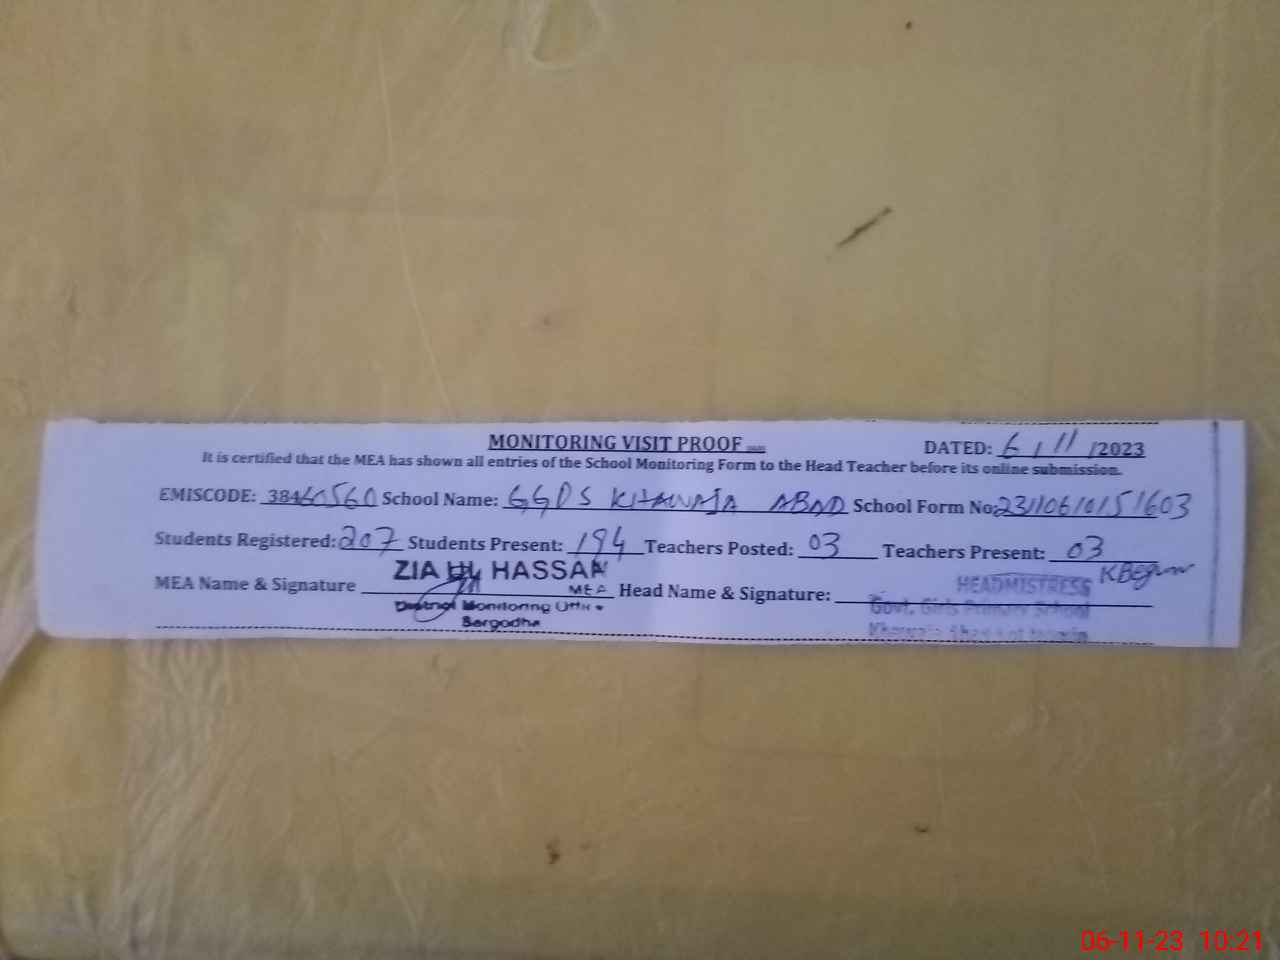 MONITORING VISIT PROOF
DATED: 6/11/2023
It is certified that the MEA has shown all entries of the School Monitoring Form to the Head Teacher before its online submission.
EMISCODE: 38460560 School Name: GGPS KHAWAJA ABAD School Form No: 23110610151603
Students Registered: 207 Students Present: 194 Teachers Posted: 03 Teachers Present: 03
MEA Name & Signature ZIA UL HASSAN Head Name & Signature: KBegum
MEA HEADMISTRESS
District Monitoring Office Govt. Girls Primary School
Sargodha
06-11-23 10:21